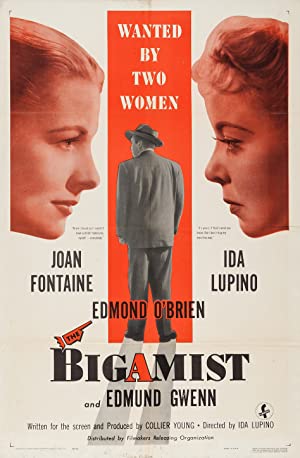 WANTED
BY
TWO
WOMEN
JOAN
FONTAINE
IDA
LUPINO
EDMOND O'BRIEN
THE
BIGAMIST
and EDMUND GWENN
Written for the screen and Produced by COLLIER YOUNG • Directed by IDA LUPINO
Distributed by Filmakers Releasing Organization